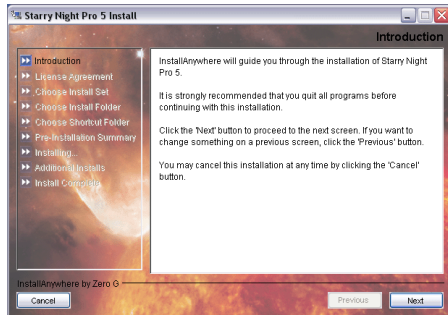 Starry Night Pro 5 Install
Introduction
Introduction
License Agreement
Choose Install Set
Choose Install Folder
Choose Shortcut Folder
Pre-Installation Summary
Installing...
Additional Installs
Install Complete
InstallAnywhere will guide you through the installation of Starry Night
Pro 5.
It is strongly recommended that you quit all programs before
continuing with this installation.
Click the 'Next' button to proceed to the next screen. If you want to
change something on a previous screen, click the 'Previous' button.
You may cancel this installation at any time by clicking the 'Cancel'
button.
InstallAnywhere by Zero G
Cancel
Previous
Next